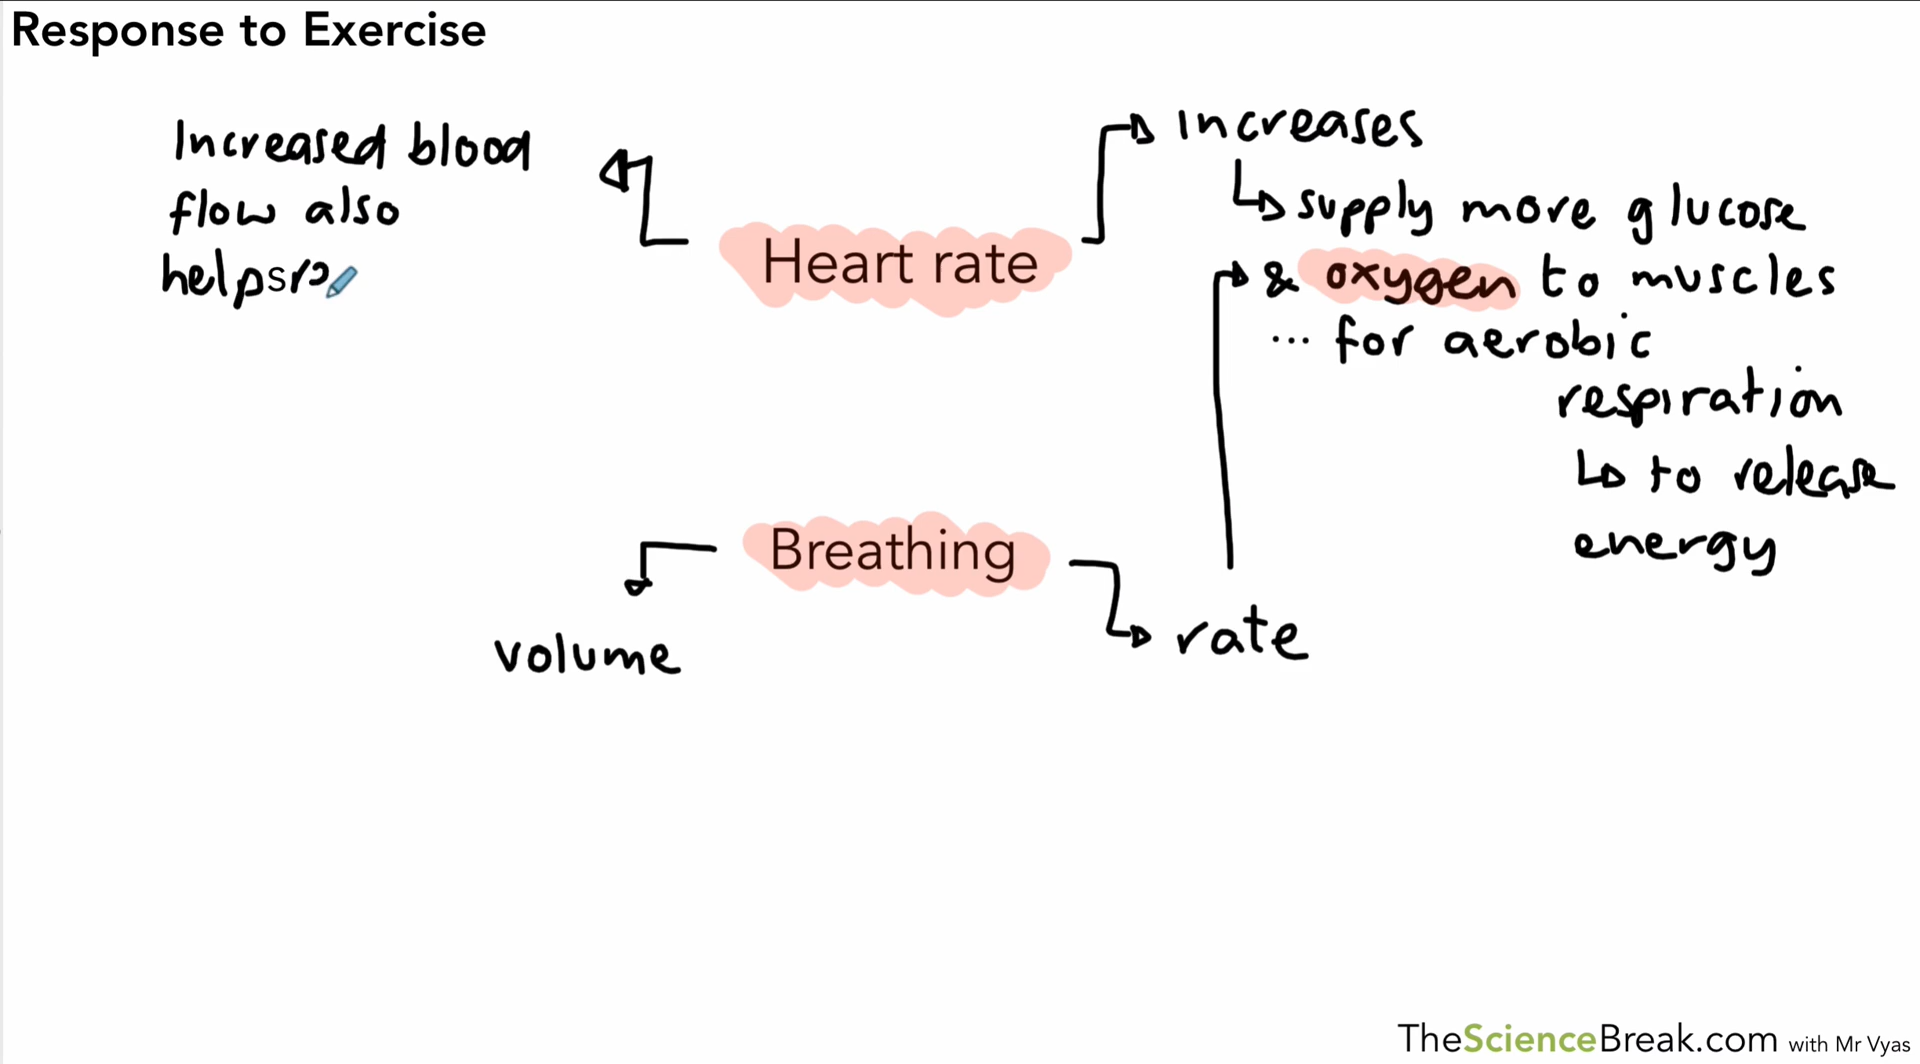 Response to Exercise
Increased blood
flow also
helps
Heart rate
increases
supply more glucose
& oxygen to muscles
... for aerobic
respiration
to release
energy
Breathing
volume
rate
TheScienceBreak.com with Mr Vyas